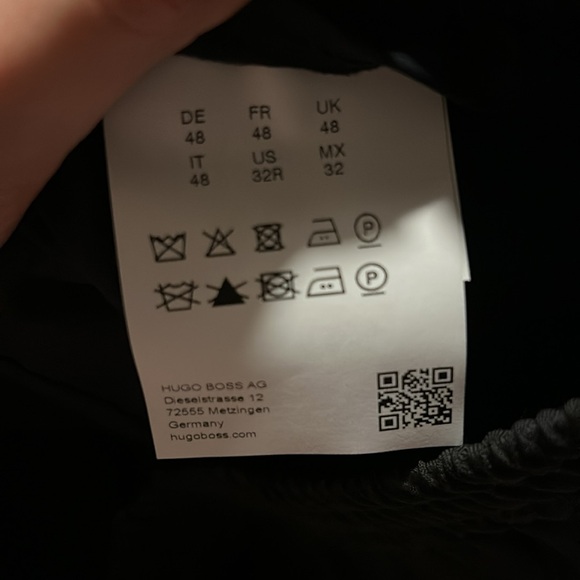 DE FR UK
48 48 48
IT US MX
48 32R 32
P
P
HUGO BOSS AG
Dieselstrasse 12
72555 Metzingen
Germany
hugoboss.com